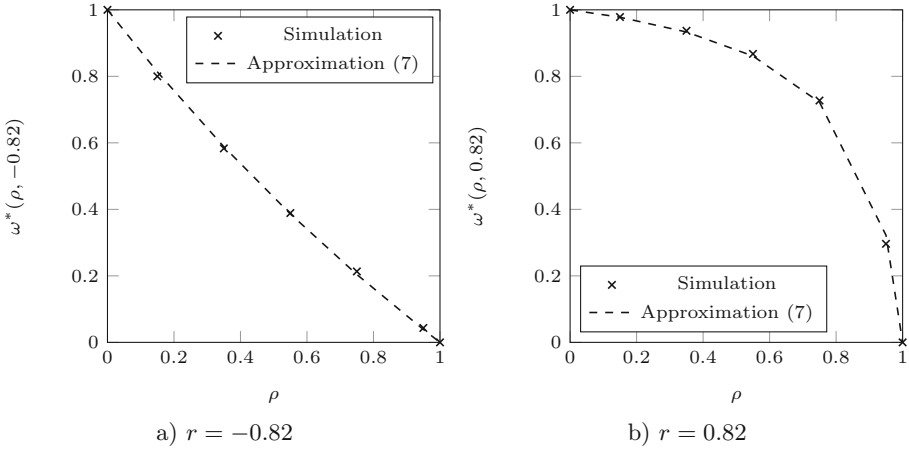 1
0.8
0.6
0.4
0.2
0
0
0.2
0.4
0.6
0.8
1
ω*(ρ, −0.82)
ρ
Simulation
Approximation (7)
a) r = −0.82
1
0.8
0.6
0.4
0.2
0
0
0.2
0.4
0.6
0.8
1
ω*(ρ, 0.82)
ρ
Simulation
Approximation (7)
b) r = 0.82